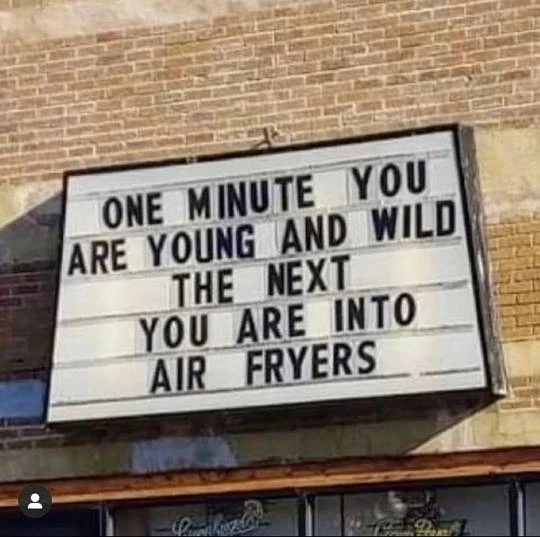 ONE MINUTE YOU
ARE YOUNG AND WILD
THE NEXT
YOU ARE INTO
AIR FRYERS